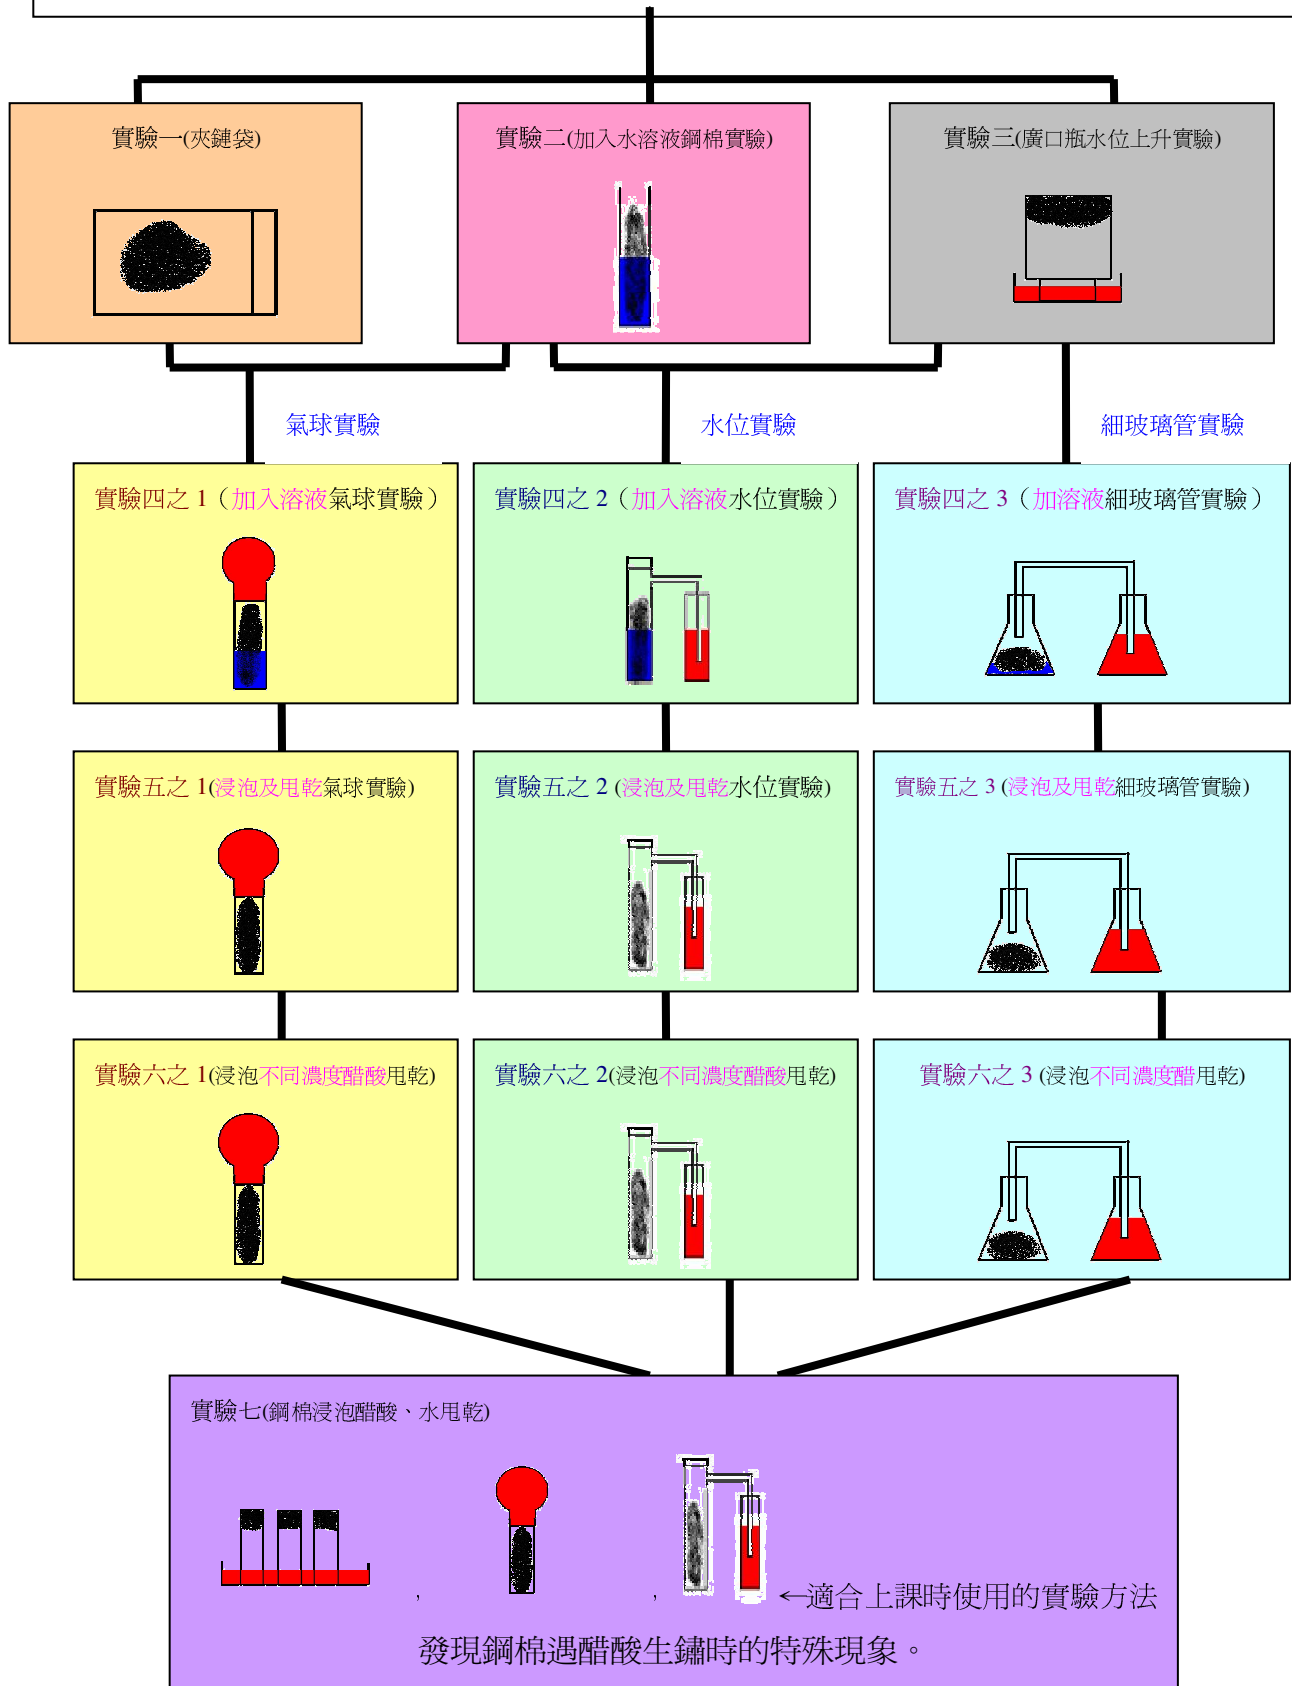 實驗一(夾鏈袋)
實驗二(加入水溶液鋼棉實驗)
實驗三(廣口瓶水位上升實驗)
氣球實驗
水位實驗
細玻璃管實驗
實驗四之 1（加入溶液氣球實驗）
實驗四之 2（加入溶液水位實驗）
實驗四之 3（加溶液細玻璃管實驗）
實驗五之 1(浸泡及甩乾氣球實驗)
實驗五之 2 (浸泡及甩乾水位實驗)
實驗五之 3 (浸泡及甩乾細玻璃管實驗)
實驗六之 1(浸泡不同濃度醋酸甩乾)
實驗六之 2(浸泡不同濃度醋酸甩乾)
實驗六之 3 (浸泡不同濃度醋甩乾)
實驗七(鋼棉浸泡醋酸、水甩乾)
, , ←適合上課時使用的實驗方法
發現鋼棉遇醋酸生鏽時的特殊現象。